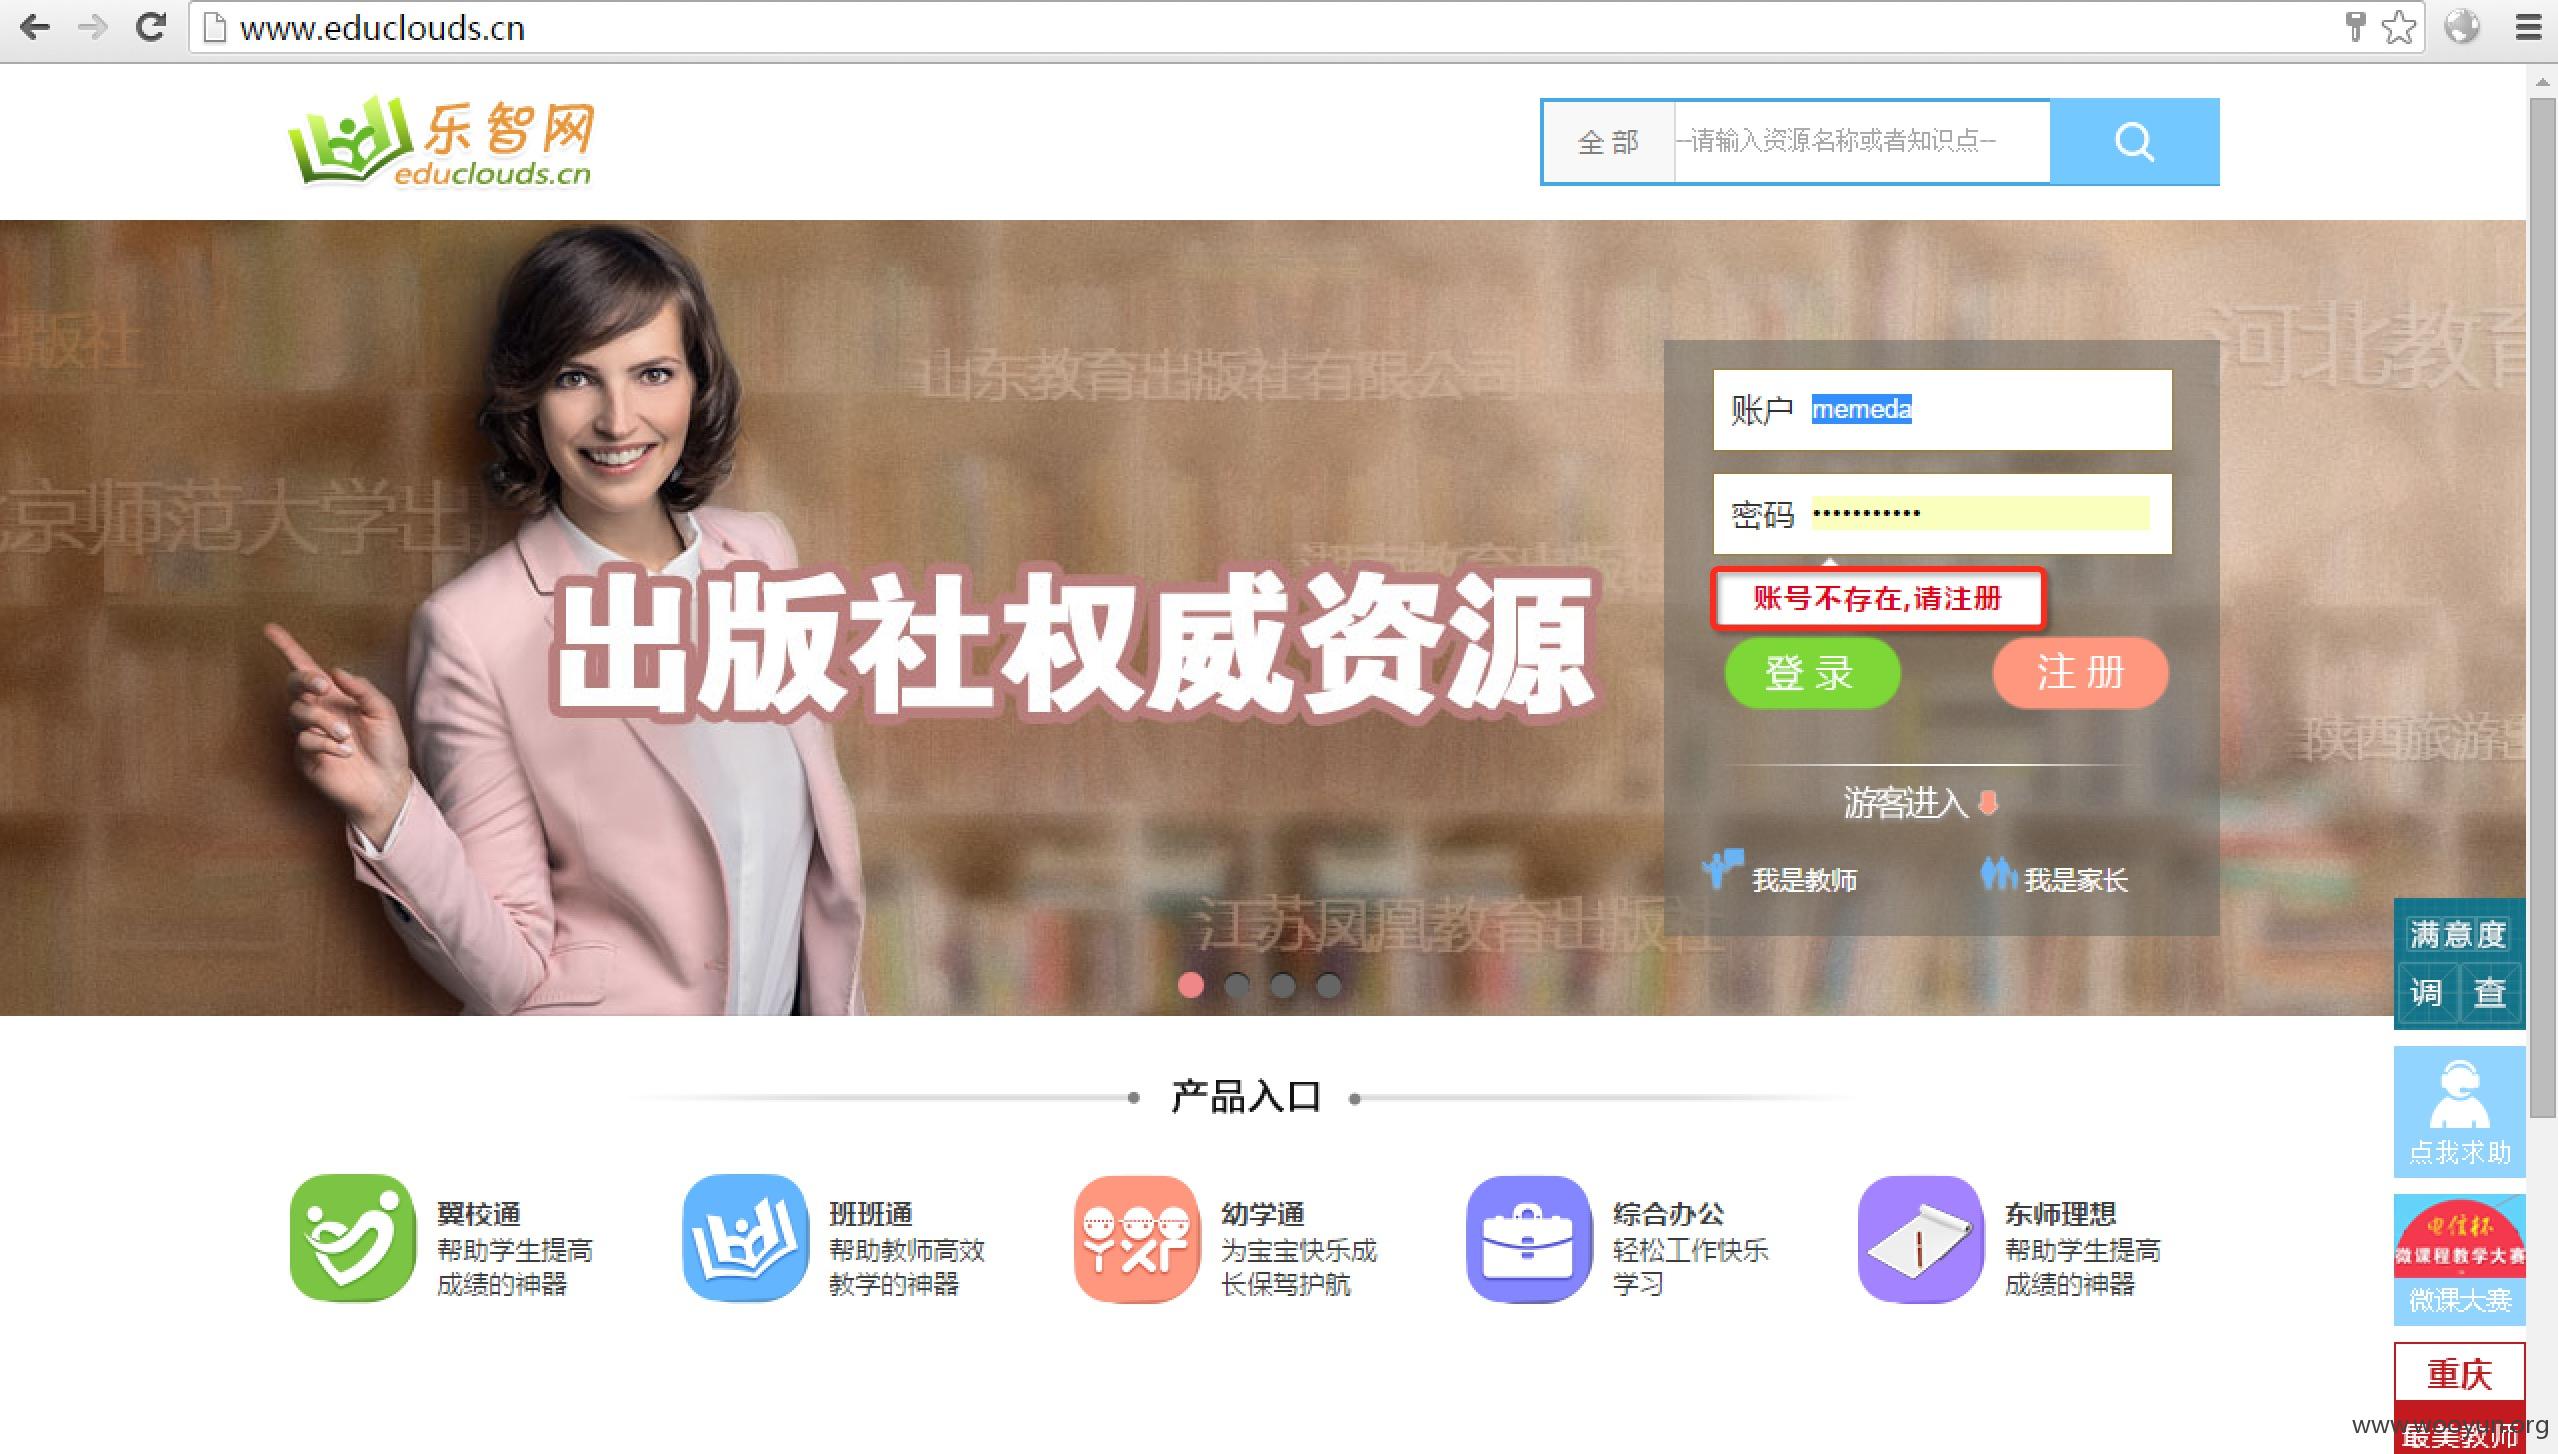 www.educlouds.cn
乐智网
educlouds.cn
全部
--请输入资源名称或者知识点--
出版社
河北教育
山东教育出版社有限公司
北京师范大学出版
账户 memeda
密码 •••••••••••
账号不存在,请注册
出版社权威资源
登录
注册
陕西旅游出
游客进入
我是教师
我是家长
江苏凤凰教育出版社
满意度
调查
产品入口
点我求助
翼校通
帮助学生提高
成绩的神器
班班通
帮助教师高效
教学的神器
幼学通
为宝宝快乐成
长保驾护航
综合办公
轻松工作快乐
学习
东师理想
帮助学生提高
成绩的神器
电信杯
微课程教学大赛
微课大赛
重庆
最美教师
www.wooyun.org